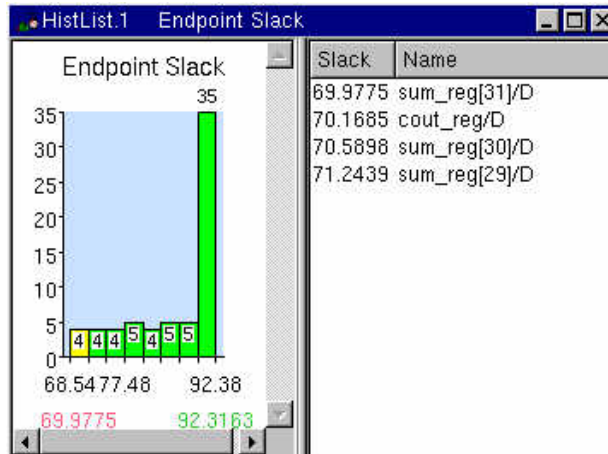 HistList.1 Endpoint Slack
Endpoint Slack
35
35
30
25
20
15
10
5
0
4 4 4 5 4 5 5
68.54 77.48 92.38
69.9775 92.3163
Slack Name
69.9775 sum_reg[31]/D
70.1685 cout_reg/D
70.5898 sum_reg[30]/D
71.2439 sum_reg[29]/D